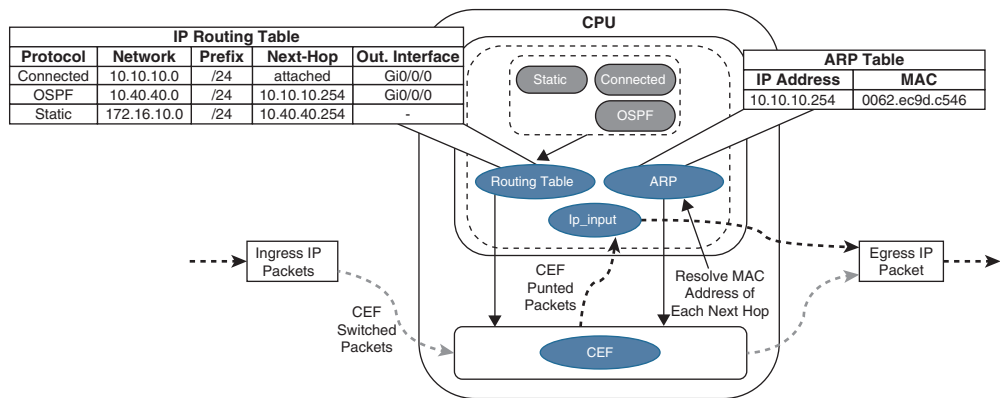 CPU
IP Routing Table
Protocol Network Prefix Next-Hop Out. Interface
Connected 10.10.10.0 /24 attached Gi0/0/0
OSPF 10.40.40.0 /24 10.10.10.254 Gi0/0/0
Static 172.16.10.0 /24 10.40.40.254 -
ARP Table
IP Address MAC
10.10.10.254 0062.ec9d.c546
Static
Connected
OSPF
Routing Table
ARP
Ip_input
Ingress IP
Packets
CEF
Switched
Packets
CEF
Punted
Packets
Resolve MAC
Address of
Each Next Hop
Egress IP
Packet
CEF